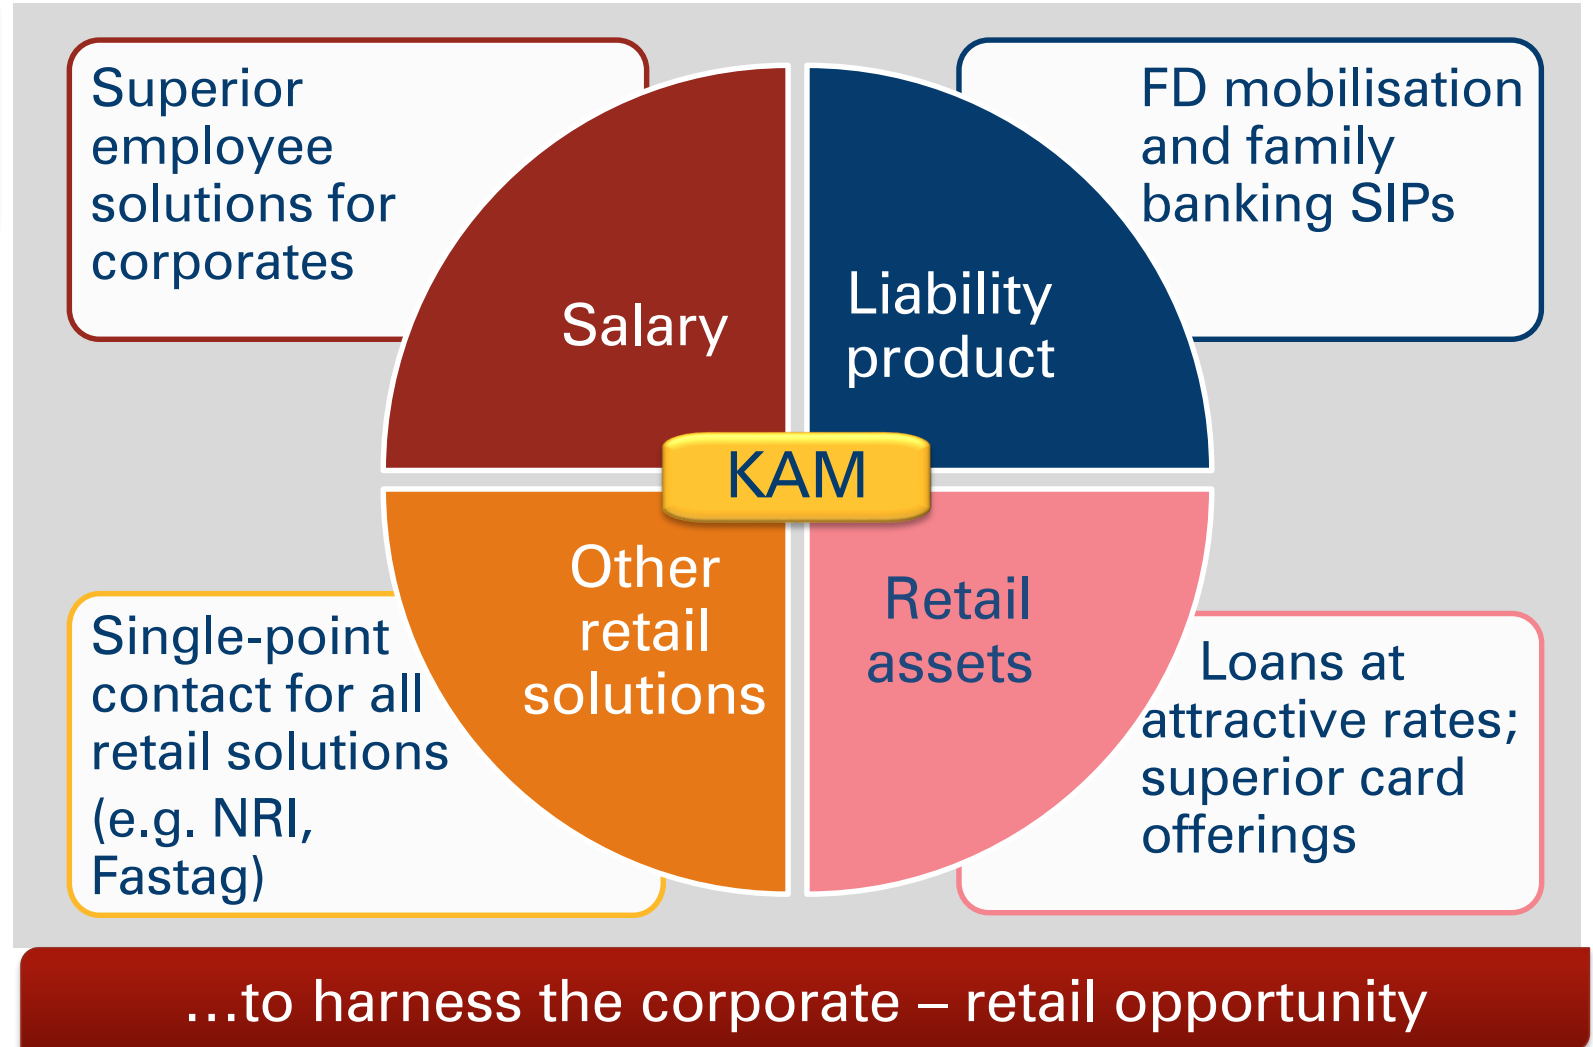 Superior
employee
solutions for
corporates
FD mobilisation
and family
banking SIPs
Salary
Liability
product
KAM
Other
retail
solutions
Retail
assets
Single-point
contact for all
retail solutions
(e.g. NRI,
Fastag)
Loans at
attractive rates;
superior card
offerings
…to harness the corporate – retail opportunity